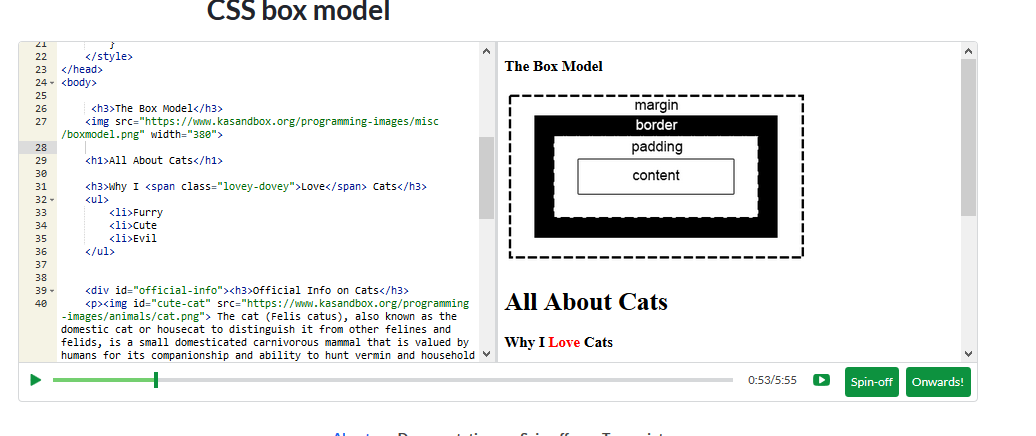 CSS box model
21 }
22 </style>
23 </head>
24 <body>
25
26 <h3>The Box Model</h3>
27 <img src="https://www.kasandbox.org/programming-images/misc
/boxmodel.png" width="380">
28
29 <h1>All About Cats</h1>
30
31 <h3>Why I <span class="lovey-dovey">Love</span> Cats</h3>
32 <ul>
33 <li>Furry
34 <li>Cute
35 <li>Evil
36 </ul>
37
38
39 <div id="official-info"><h3>Official Info on Cats</h3>
40 <p><img id="cute-cat" src="https://www.kasandbox.org/programming
-images/animals/cat.png"> The cat (Felis catus), also known as the
domestic cat or housecat to distinguish it from other felines and
felids, is a small domesticated carnivorous mammal that is valued by
humans for its companionship and ability to hunt vermin and household
The Box Model
margin
border
padding
content
All About Cats
Why I Love Cats
0:53/5:55
Spin-off
Onwards!